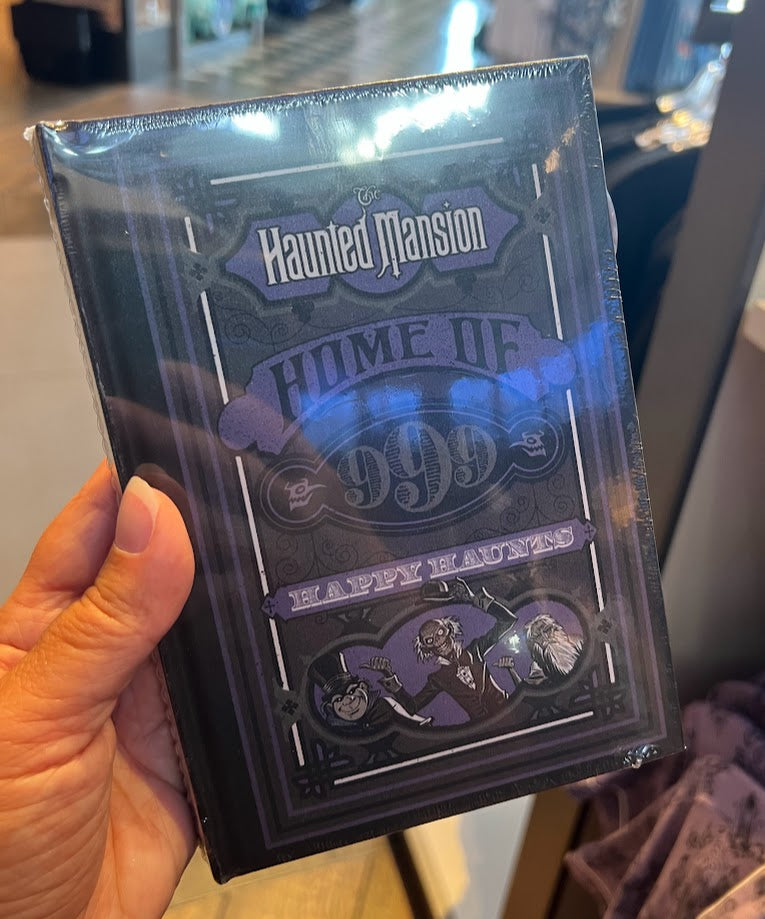 The
Haunted Mansion
HOME OF
999
HAPPY HAUNTS